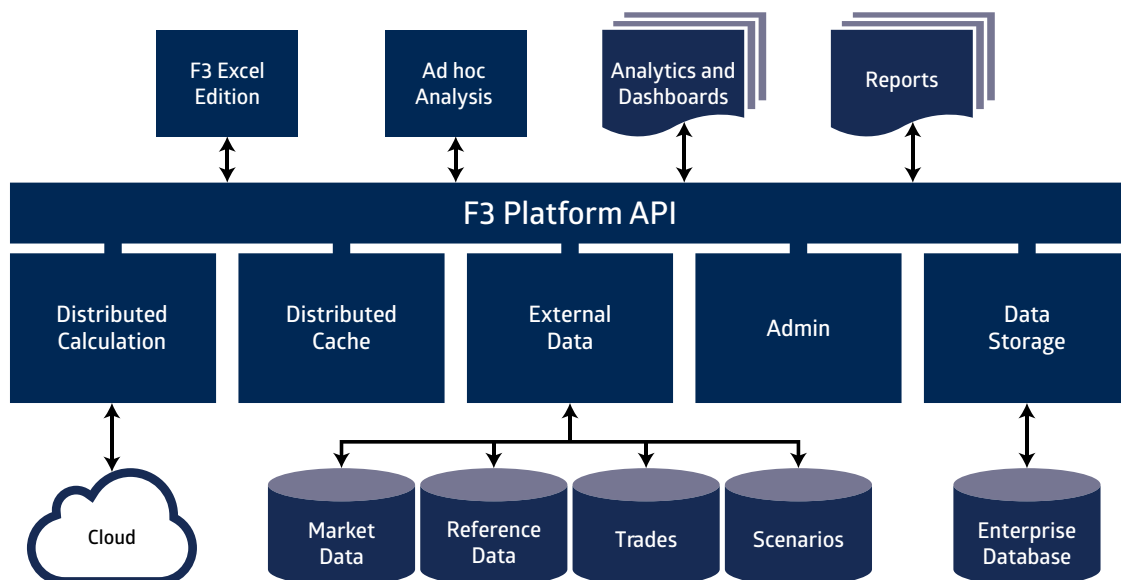 F3 Excel
Edition
Ad hoc
Analysis
Analytics and
Dashboards
Reports
F3 Platform API
Distributed
Calculation
Distributed
Cache
External
Data
Admin
Data
Storage
Cloud
Market
Data
Reference
Data
Trades
Scenarios
Enterprise
Database